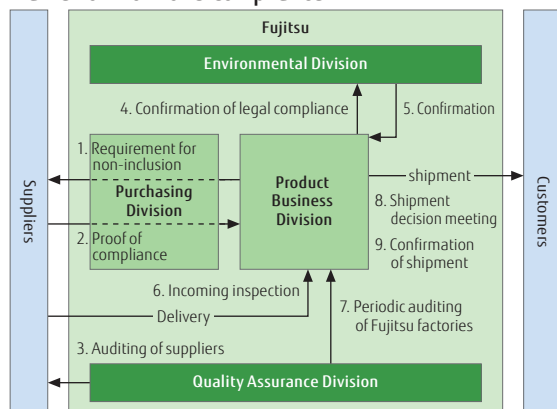 Fujitsu
Environmental Division
4. Confirmation of legal compliance
5. Confirmation
1. Requirement for
non-inclusion
Purchasing
Division
2. Proof of
compliance
Product
Business
Division
shipment
8. Shipment
decision meeting
9. Confirmation
of shipment
Suppliers
Customers
6. Incoming inspection
Delivery
7. Periodic auditing
of Fujitsu factories
3. Auditing of suppliers
Quality Assurance Division